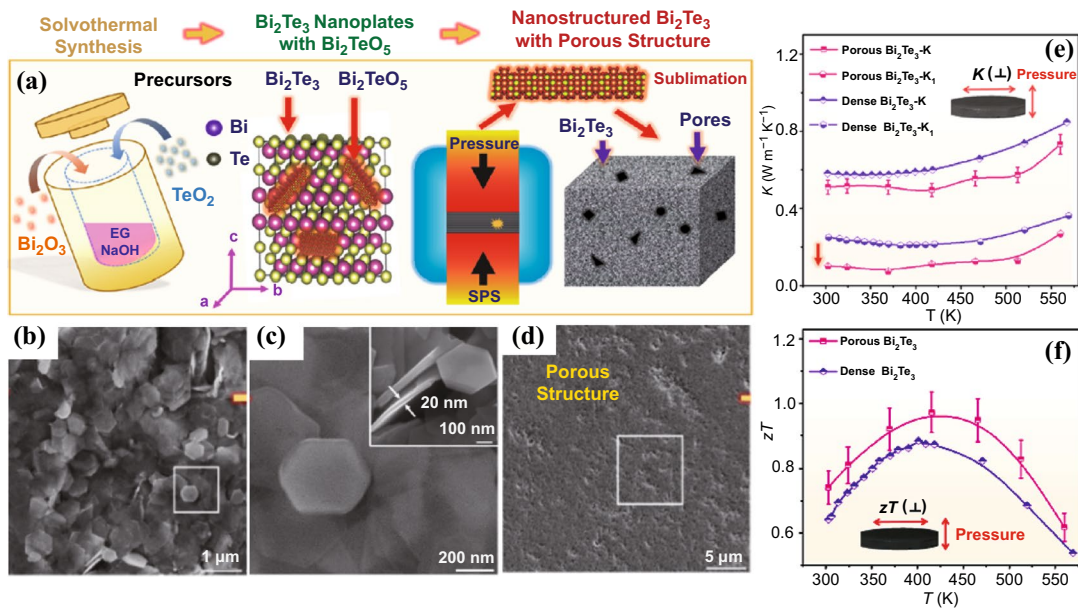 Solvothermal
Synthesis
Bi₂Te₃ Nanoplates
with Bi₂TeO₅
Nanostructured Bi₂Te₃
with Porous Structure
(a)
Precursors
Bi₂Te₃
Bi₂TeO₅
Sublimation
Bi
Te
TeO₂
Bi₂O₃
EG
NaOH
c
b
a
Pressure
SPS
Bi₂Te₃
Pores
(b)
1 μm
(c)
20 nm
100 nm
200 nm
(d)
Porous
Structure
5 μm
(e)
Porous Bi₂Te₃-K
Porous Bi₂Te₃-K₁
Dense Bi₂Te₃-K
Dense Bi₂Te₃-K₁
K (⊥)
Pressure
K (W m⁻¹ K⁻¹)
1.2
0.8
0.4
0.0
300 350 400 450 500 550
T (K)
(f)
Porous Bi₂Te₃
Dense Bi₂Te₃
zT (⊥)
Pressure
zT
1.2
1.0
0.8
0.6
300 350 400 450 500 550
T (K)